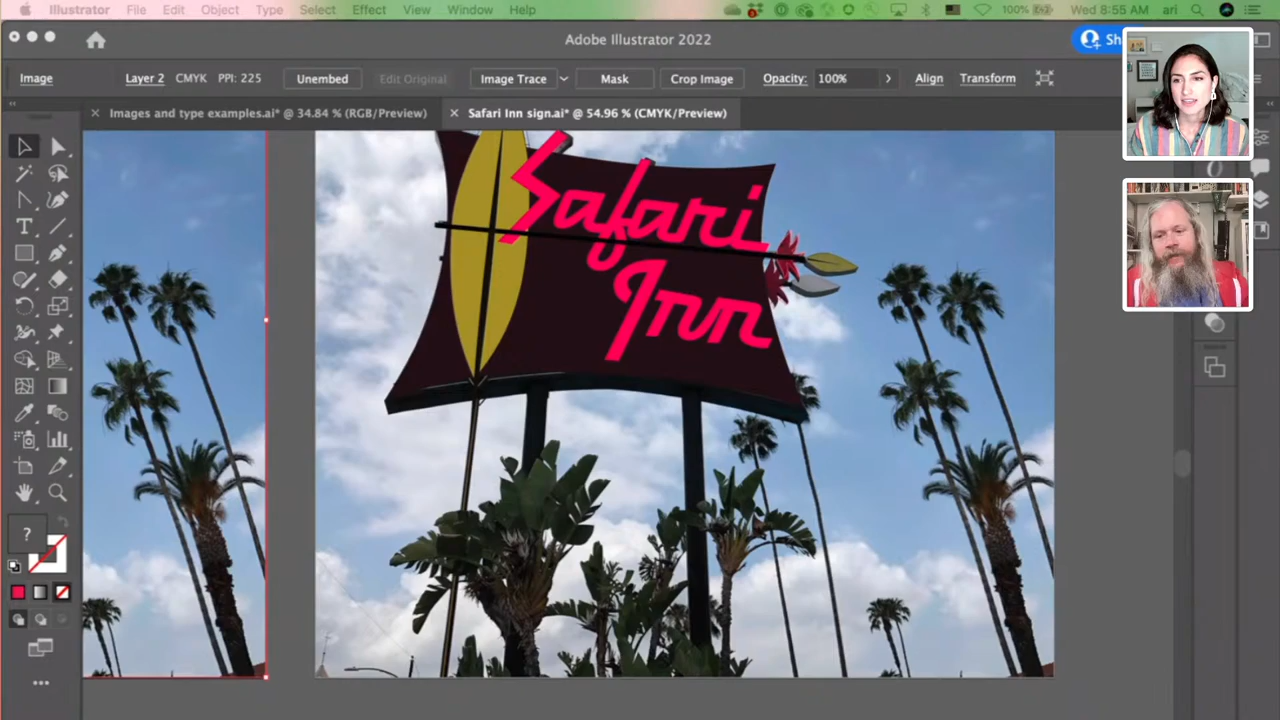 Illustrator File Edit Object Type Select Effect View Window Help 100% Wed 8:55 AM ari
Adobe Illustrator 2022
Image Layer 2 CMYK PPI: 225 Unembed Edit Original Image Trace Mask Crop Image Opacity: 100% Align Transform
Images and type examples.ai* @ 34.84 % (RGB/Preview) Safari Inn sign.ai* @ 54.96 % (CMYK/Preview)
Safari
Inn
?